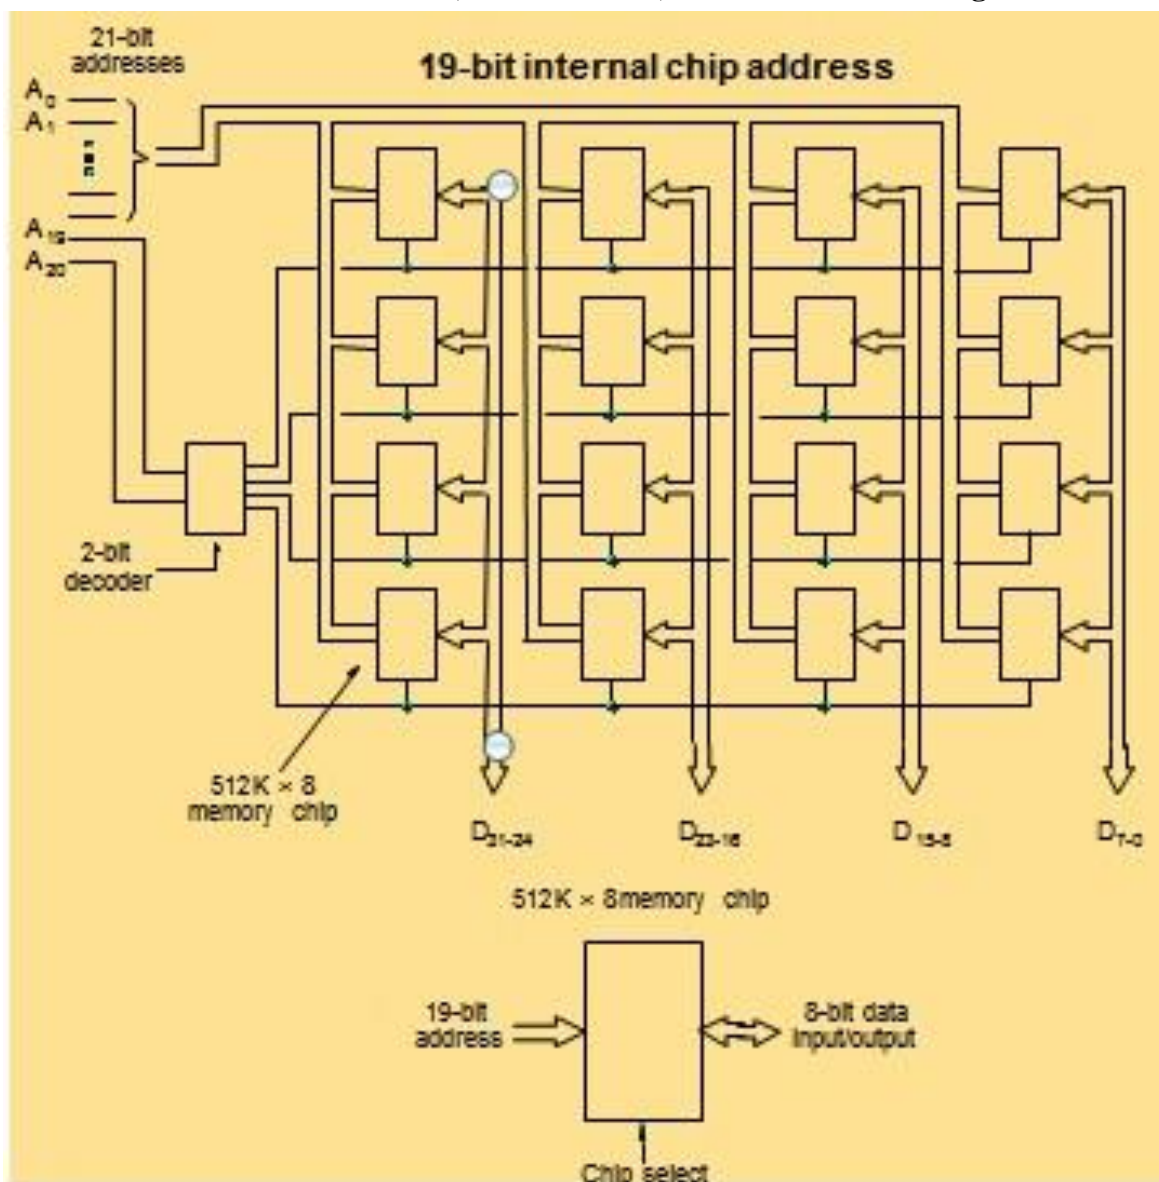 21-bit
addresses
19-bit internal chip address
A0
A1
A19
A20
2-bit
decoder
512K × 8
memory chip
D31-24
D23-16
D15-8
D7-0
512K × 8memory chip
19-bit
address
8-bit data
input/output
Chip select